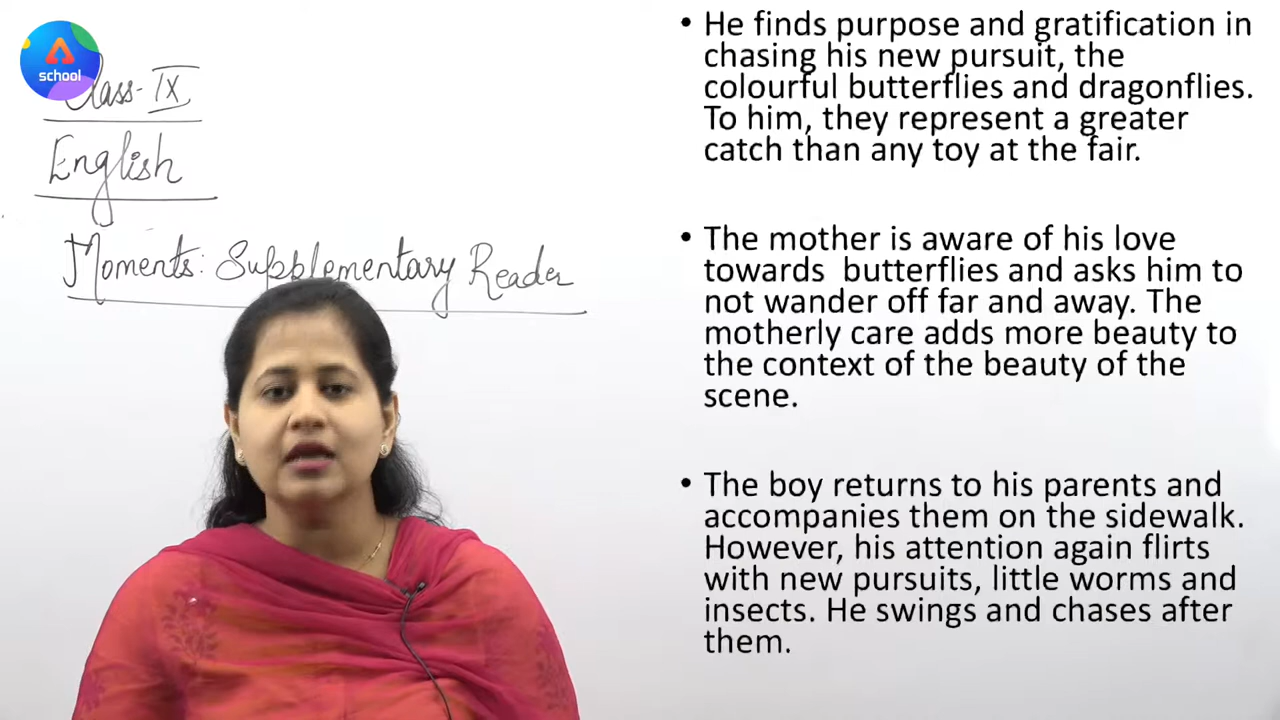 A
school
Class-IX
English
Moments: Supplementary Reader
• He finds purpose and gratification in
chasing his new pursuit, the
colourful butterflies and dragonflies.
To him, they represent a greater
catch than any toy at the fair.
• The mother is aware of his love
towards butterflies and asks him to
not wander off far and away. The
motherly care adds more beauty to
the context of the beauty of the
scene.
• The boy returns to his parents and
accompanies them on the sidewalk.
However, his attention again flirts
with new pursuits, little worms and
insects. He swings and chases after
them.